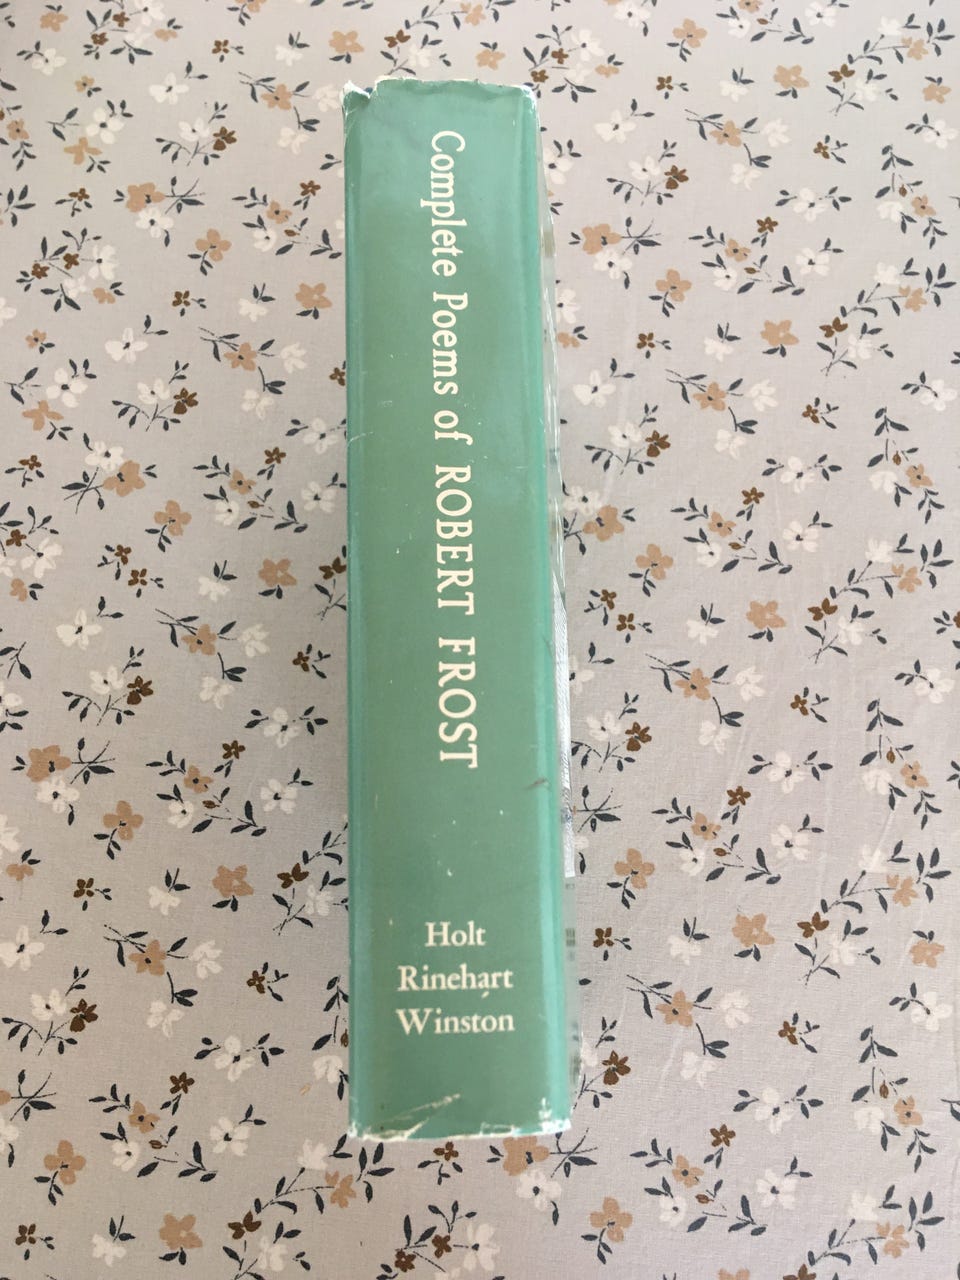 Complete Poems of ROBERT FROST
Holt
Rinehart
Winston